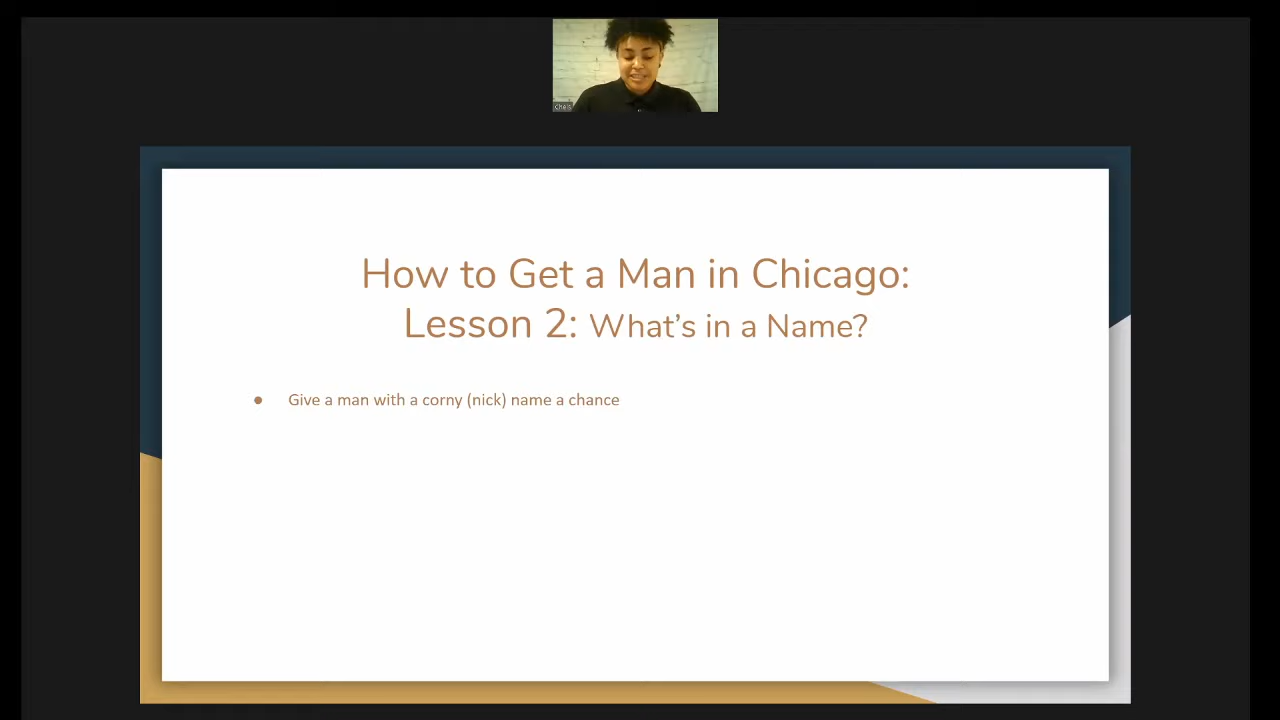 How to Get a Man in Chicago:
Lesson 2: What's in a Name?
● Give a man with a corny (nick) name a chance